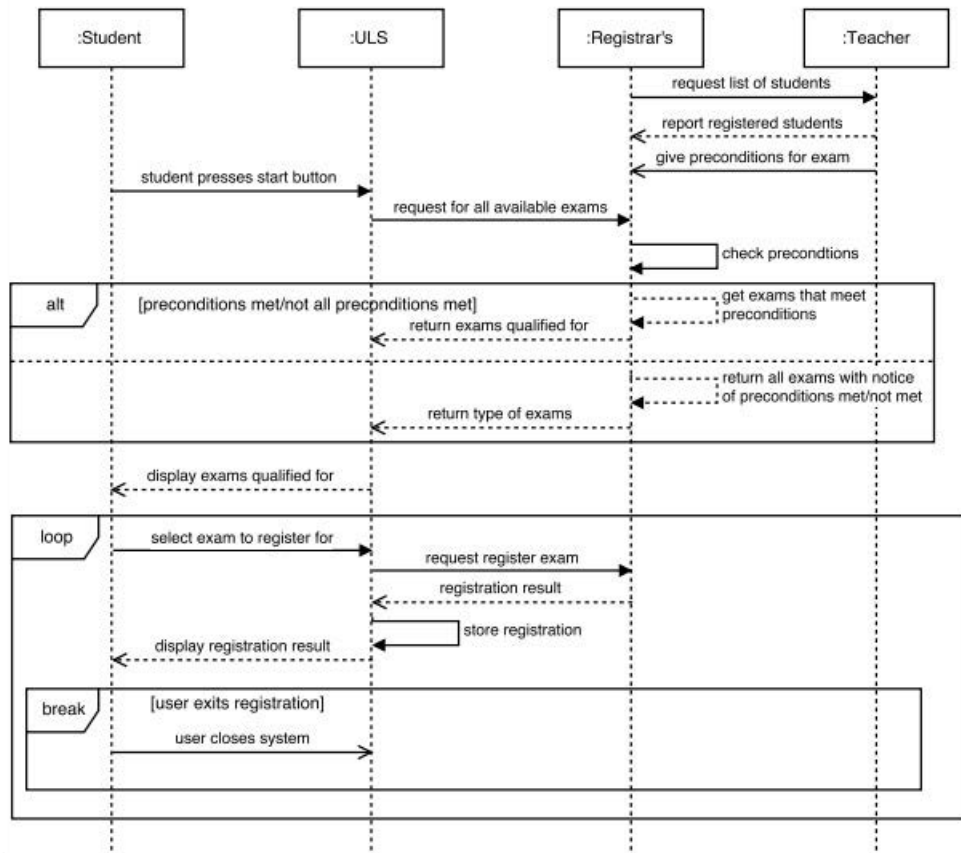 :Student
:ULS
:Registrar's
:Teacher
request list of students
report registered students
give preconditions for exam
student presses start button
request for all available exams
check precondtions
alt
[preconditions met/not all preconditions met]
get exams that meet
preconditions
return exams qualified for
return all exams with notice
of preconditions met/not met
return type of exams
display exams qualified for
loop
select exam to register for
request register exam
registration result
store registration
display registration result
break
[user exits registration]
user closes system